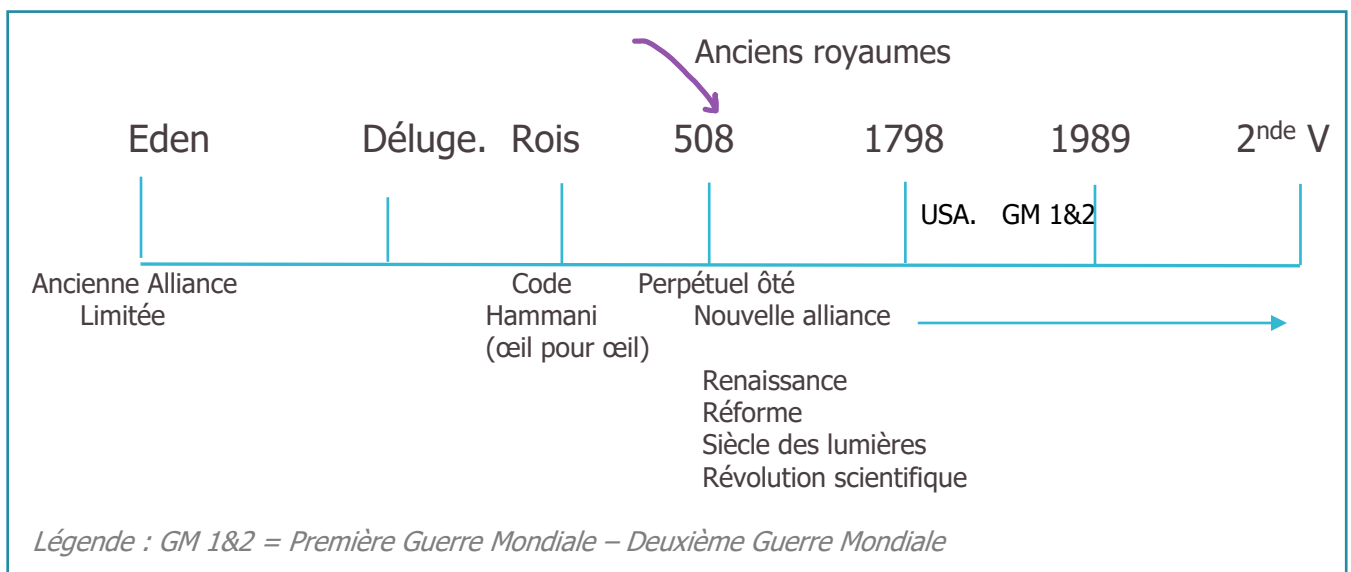 Anciens royaumes
Eden Déluge. Rois 508 1798 1989 2nde V
USA. GM 1&2
Ancienne Alliance Code Perpétuel ôté
Limitée Hammani Nouvelle alliance
(œil pour œil)
Renaissance
Réforme
Siècle des lumières
Révolution scientifique
Légende : GM 1&2 = Première Guerre Mondiale – Deuxième Guerre Mondiale